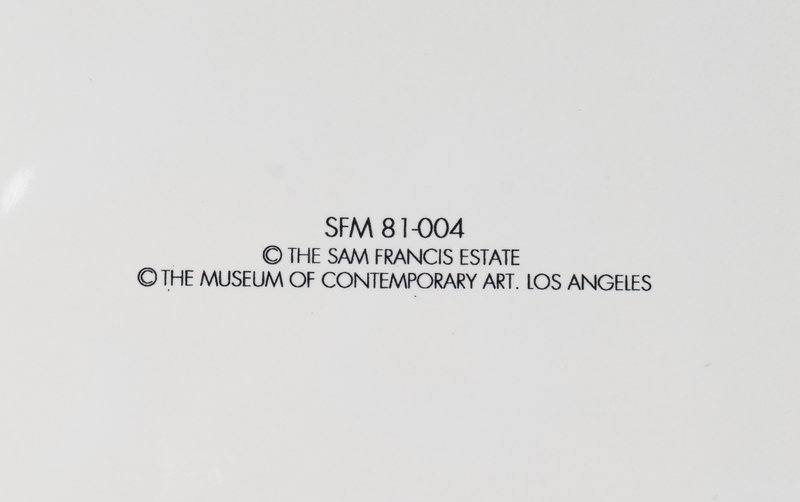 SFM 81-004
© THE SAM FRANCIS ESTATE
© THE MUSEUM OF CONTEMPORARY ART. LOS ANGELES